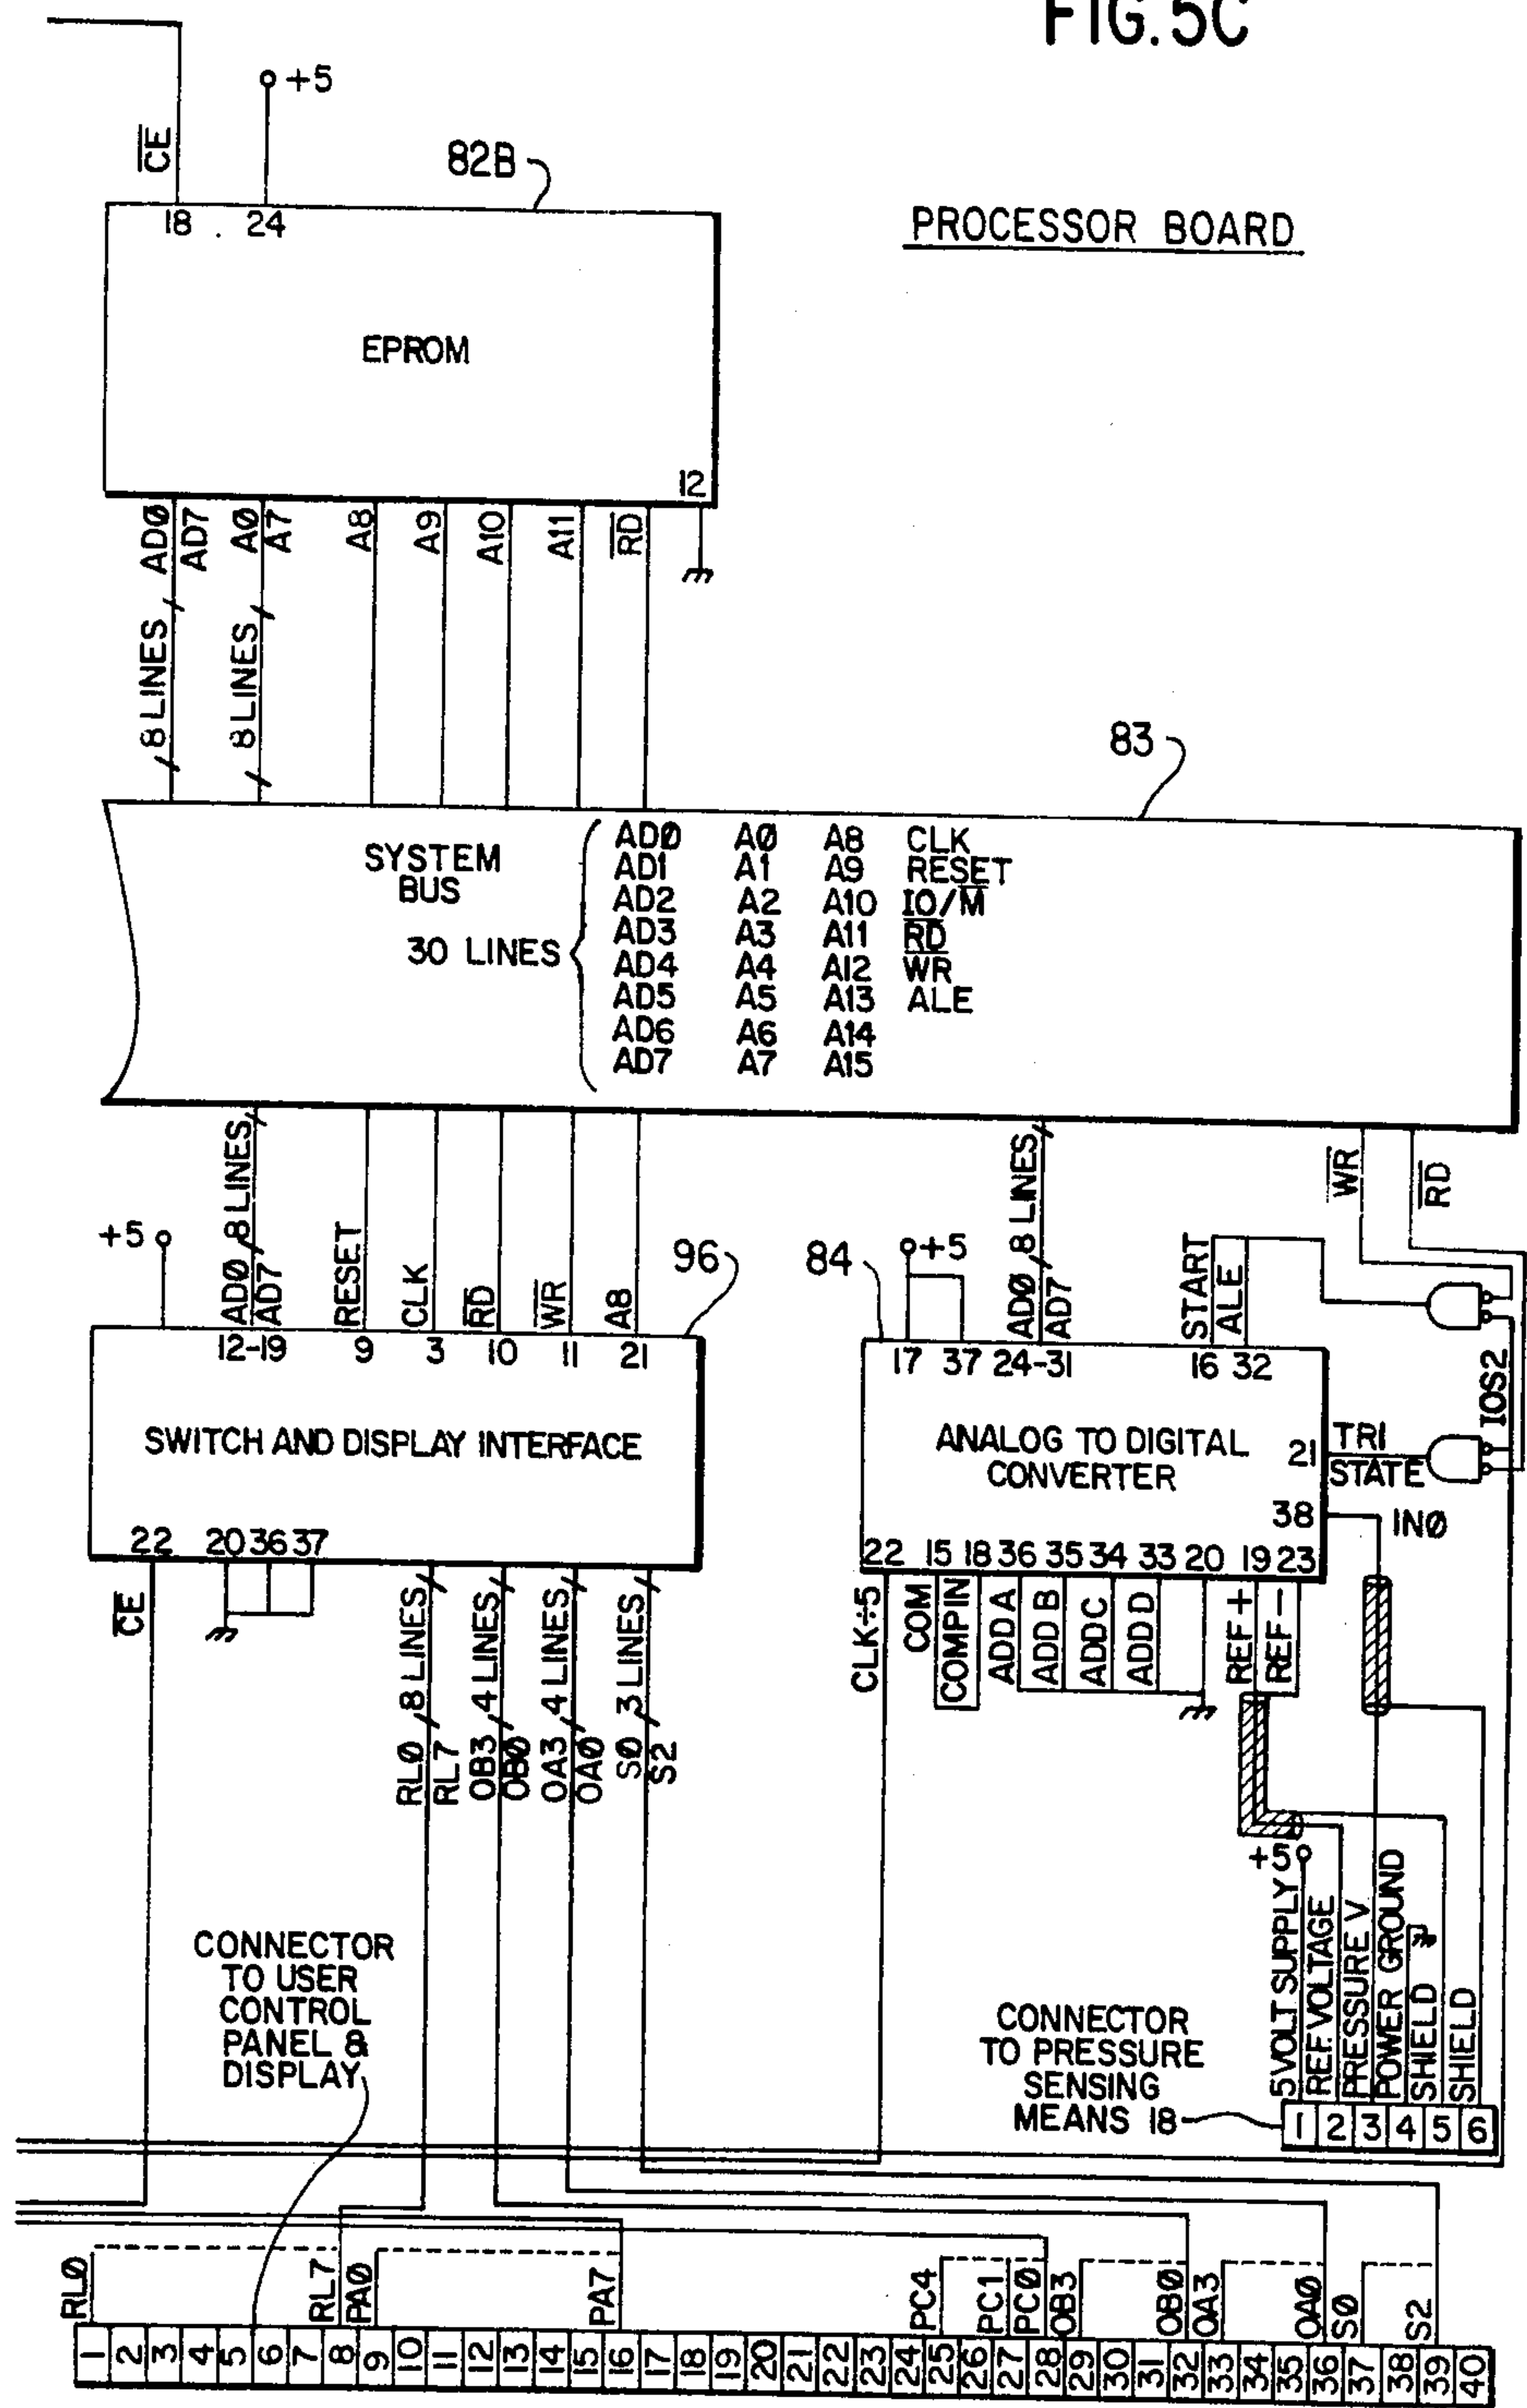 FIG. 5C
+5
CE
82B
18
24
PROCESSOR BOARD
EPROM
12
AD0
AD7
A0
A7
A8
A9
A10
A11
RD
8 LINES
8 LINES
83
SYSTEM
BUS
30 LINES
AD0 A0 A8 CLK
AD1 A1 A9 RESET
AD2 A2 A10 IO/M
AD3 A3 A11 RD
AD4 A4 A12 WR
AD5 A5 A13 ALE
AD6 A6 A14
AD7 A7 A15
+5
AD0
AD7
8 LINES
RESET
CLK
RD
WR
A8
96
12-19 9 3 10 11 21
SWITCH AND DISPLAY INTERFACE
22 20 36 37
CE
RL0
RL7
8 LINES
OB3
OB0
4 LINES
OA3
OA0
4 LINES
S0
S2
3 LINES
84
+5
AD0
AD7
8 LINES
START
ALE
WR
RD
IOS2
17 37 24-31 16 32
ANALOG TO DIGITAL
CONVERTER
21
TRI
STATE
38
IN0
22 15 18 36 35 34 33 20 19 23
CLK÷5
COM
COMPIN
ADD A
ADD B
ADD C
ADD D
REF+
REF-
+5
5 VOLT SUPPLY
REF. VOLTAGE
PRESSURE V
POWER GROUND
SHIELD
SHIELD
CONNECTOR
TO PRESSURE
SENSING
MEANS 18
1 2 3 4 5 6
CONNECTOR
TO USER
CONTROL
PANEL &
DISPLAY
RL0
RL7
PA0
PA7
PC4
PC1
PC0
OB3
OB0
OA3
OA0
S0
S2
1 2 3 4 5 6 7 8 9 10 11 12 13 14 15 16 17 18 19 20 21 22 23 24 25 26 27 28 29 30 31 32 33 34 35 36 37 38 39 40